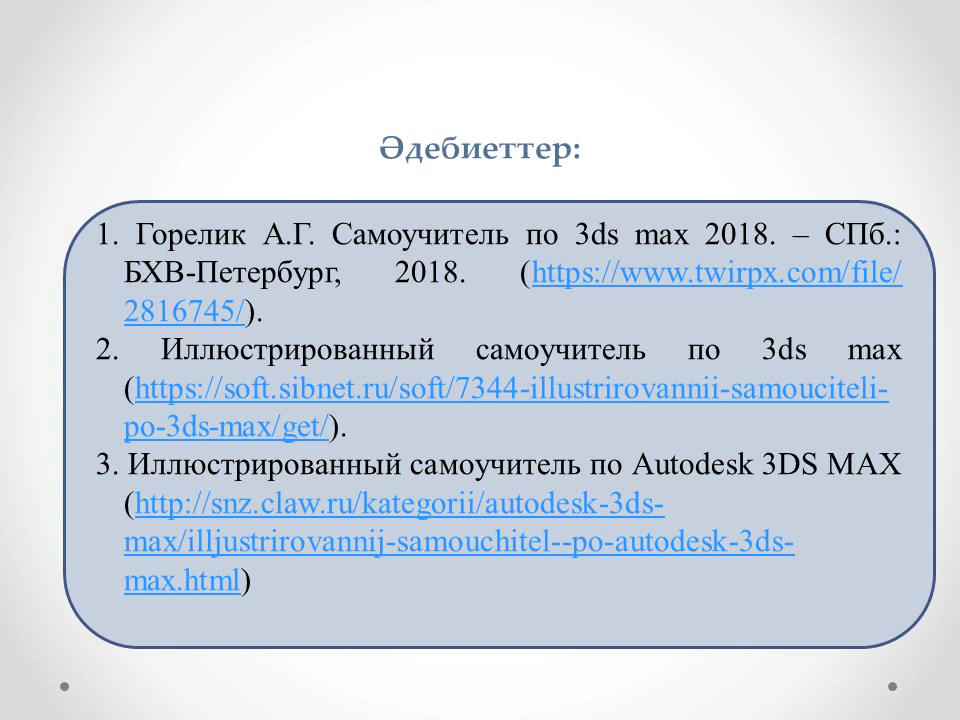 Әдебиеттер:
1. Горелик А.Г. Самоучитель по 3ds max 2018. – СПб.:
БХВ-Петербург, 2018. (https://www.twirpx.com/file/
2816745/).
2. Иллюстрированный самоучитель по 3ds max
(https://soft.sibnet.ru/soft/7344-illustrirovannii-samouciteli-
po-3ds-max/get/).
3. Иллюстрированный самоучитель по Autodesk 3DS MAX
(http://snz.claw.ru/kategorii/autodesk-3ds-
max/illjustrirovannij-samouchitel--po-autodesk-3ds-
max.html)